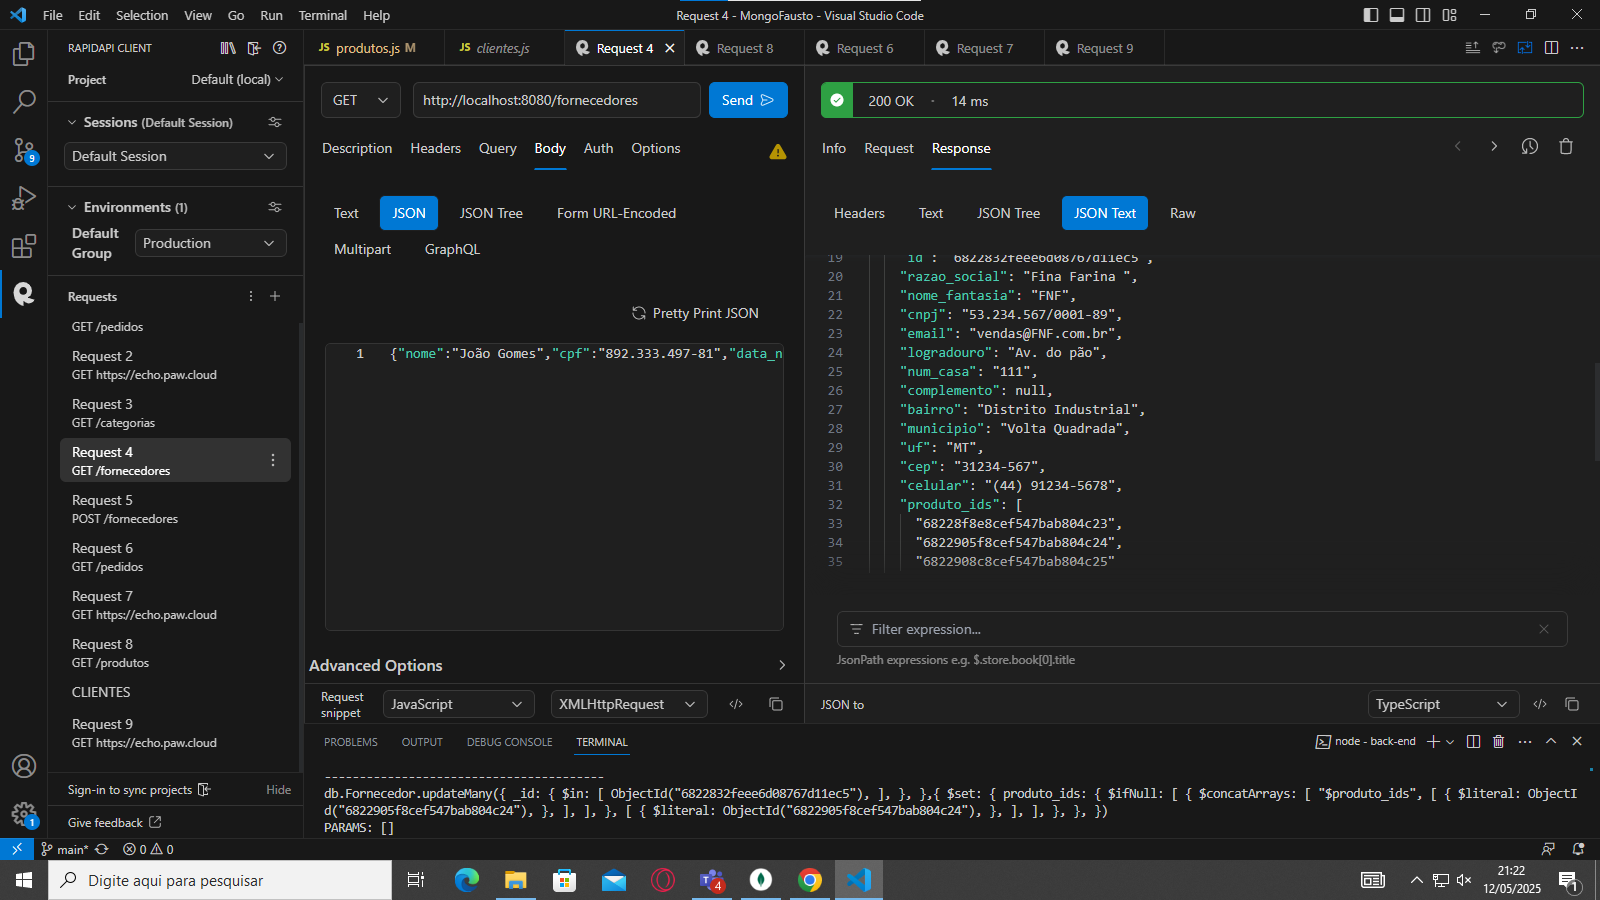 File Edit Selection View Go Run Terminal Help
Request 4 - MongoFausto - Visual Studio Code
RAPIDAPI CLIENT
Project Default (local)
Sessions (Default Session)
Default Session
Environments (1)
Default Group Production
Requests
GET /pedidos
Request 2
GET https://echo.paw.cloud
Request 3
GET /categorias
Request 4
GET /fornecedores
Request 5
POST /fornecedores
Request 6
GET /pedidos
Request 7
GET https://echo.paw.cloud
Request 8
GET /produtos
CLIENTES
Request 9
GET https://echo.paw.cloud
Sign-in to sync projects Hide
Give feedback
9
1
JS produtos.js M JS clientes.js Request 4 Request 8 Request 6 Request 7 Request 9
GET http://localhost:8080/fornecedores Send
Description Headers Query Body Auth Options
Text JSON JSON Tree Form URL-Encoded
Multipart GraphQL
Pretty Print JSON
1 {"nome":"João Gomes","cpf":"892.333.497-81","data_n
Advanced Options
Request snippet JavaScript XMLHttpRequest
200 OK · 14 ms
Info Request Response
Headers Text JSON Tree JSON Text Raw
19 "id": "6822832feee6d08767d11ec5",
20 "razao_social": "Fina Farina ",
21 "nome_fantasia": "FNF",
22 "cnpj": "53.234.567/0001-89",
23 "email": "vendas@FNF.com.br",
24 "logradouro": "Av. do pão",
25 "num_casa": "111",
26 "complemento": null,
27 "bairro": "Distrito Industrial",
28 "municipio": "Volta Quadrada",
29 "uf": "MT",
30 "cep": "31234-567",
31 "celular": "(44) 91234-5678",
32 "produto_ids": [
33 "68228f8e8cef547bab804c23",
34 "6822905f8cef547bab804c24",
35 "6822908c8cef547bab804c25"
Filter expression...
JsonPath expressions e.g. $.store.book[0].title
JSON to TypeScript
PROBLEMS OUTPUT DEBUG CONSOLE TERMINAL node - back-end
----------------------------------------
db.Fornecedor.updateMany({ _id: { $in: [ ObjectId("6822832feee6d08767d11ec5"), ], }, },{ $set: { produto_ids: { $ifNull: [ { $concatArrays: [ "$produto_ids", [ { $literal: ObjectI
d("6822905f8cef547bab804c24"), }, ], ], }, [ { $literal: ObjectId("6822905f8cef547bab804c24"), }, ], ], }, }, })
PARAMS: []
main* 0 0
Digite aqui para pesquisar
4
21:22
12/05/2025
1